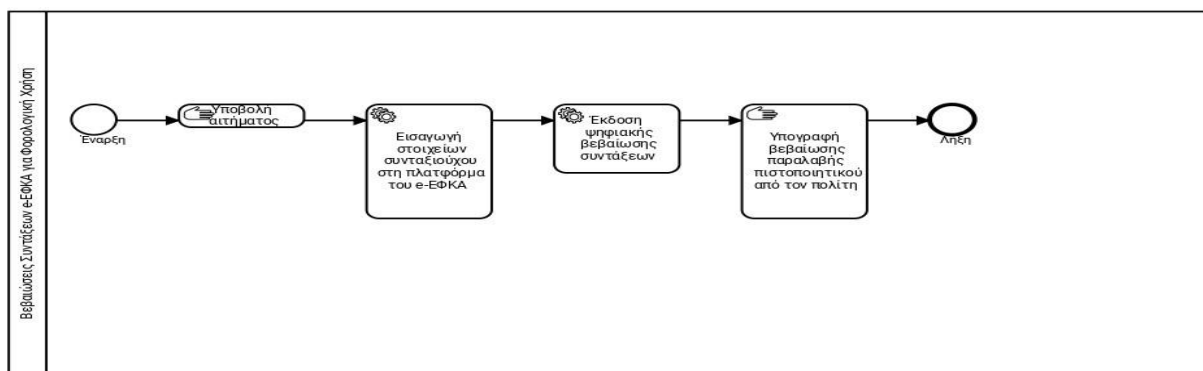 Βεβαιώσεις Συντάξεων e-ΕΦΚΑ για Φορολογική Χρήση
Έναρξη
Υποβολή
αιτήματος
Εισαγωγή
στοιχείων
συνταξιούχου
στη πλατφόρμα
του e-ΕΦΚΑ
Έκδοση
ψηφιακής
βεβαίωσης
συντάξεων
Υπογραφή
βεβαίωσης
παραλαβής
πιστοποιητικού
από τον πολίτη
Λήξη